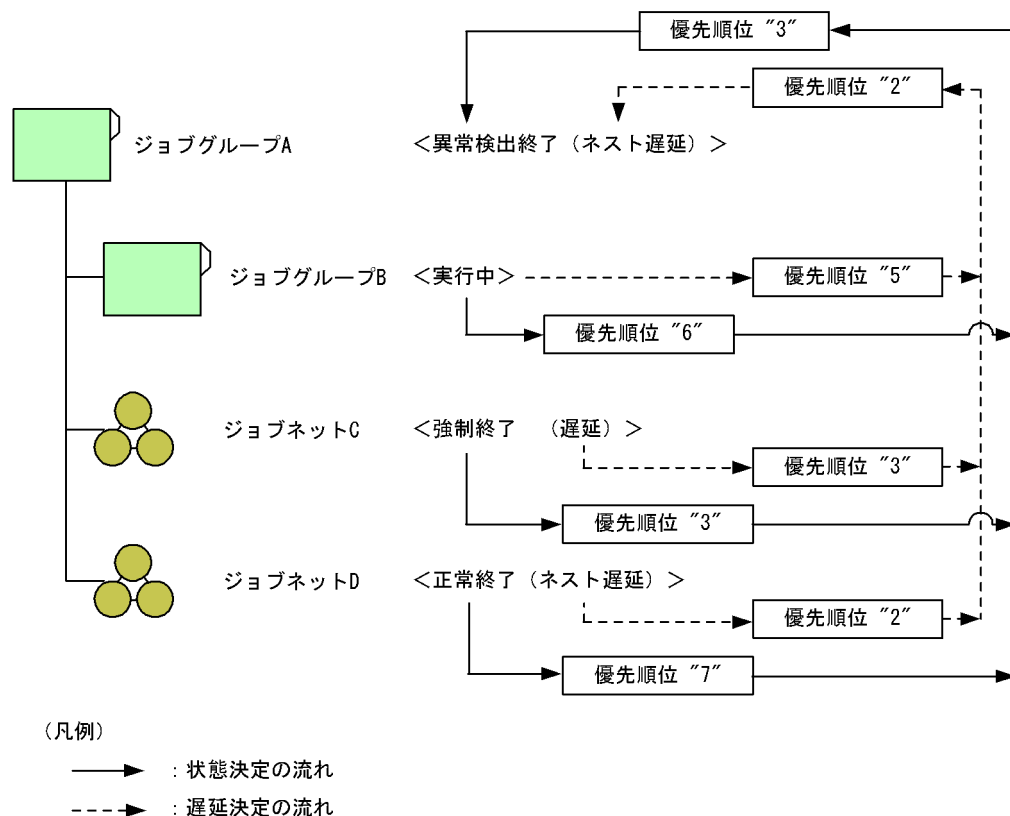 優先順位 "3"
優先順位 "2"
ジョブグループA
<異常検出終了(ネスト遅延)>
ジョブグループB
<実行中>
優先順位 "5"
優先順位 "6"
ジョブネットC
<強制終了 (遅延)>
優先順位 "3"
優先順位 "3"
ジョブネットD
<正常終了(ネスト遅延)>
優先順位 "2"
優先順位 "7"
(凡例)
:状態決定の流れ
:遅延決定の流れ